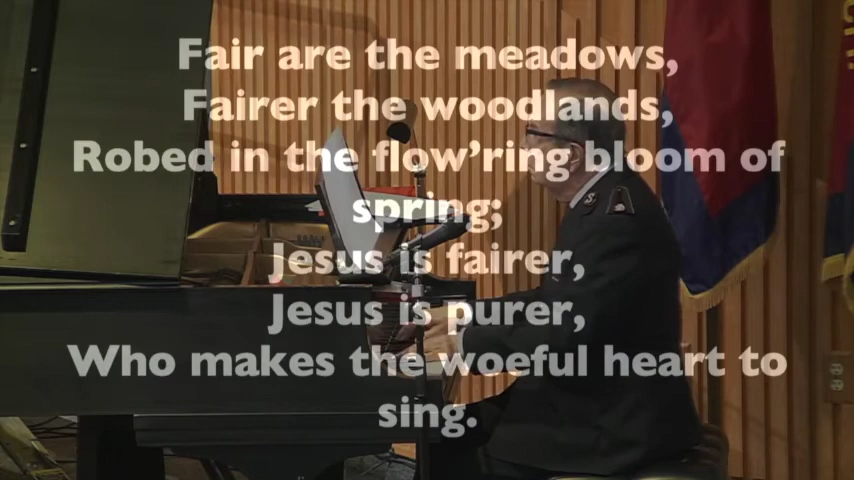 Fair are the meadows,
Fairer the woodlands,
Robed in the flow’ring bloom of
spring;
Jesus is fairer,
Jesus is purer,
Who makes the woeful heart to
sing.